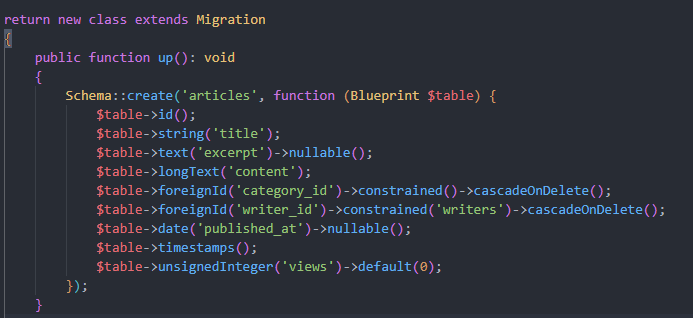 return new class extends Migration
{
    public function up(): void
    {
        Schema::create('articles', function (Blueprint $table) {
            $table->id();
            $table->string('title');
            $table->text('excerpt')->nullable();
            $table->longText('content');
            $table->foreignId('category_id')->constrained()->cascadeOnDelete();
            $table->foreignId('writer_id')->constrained('writers')->cascadeOnDelete();
            $table->date('published_at')->nullable();
            $table->timestamps();
            $table->unsignedInteger('views')->default(0);
        });
    }